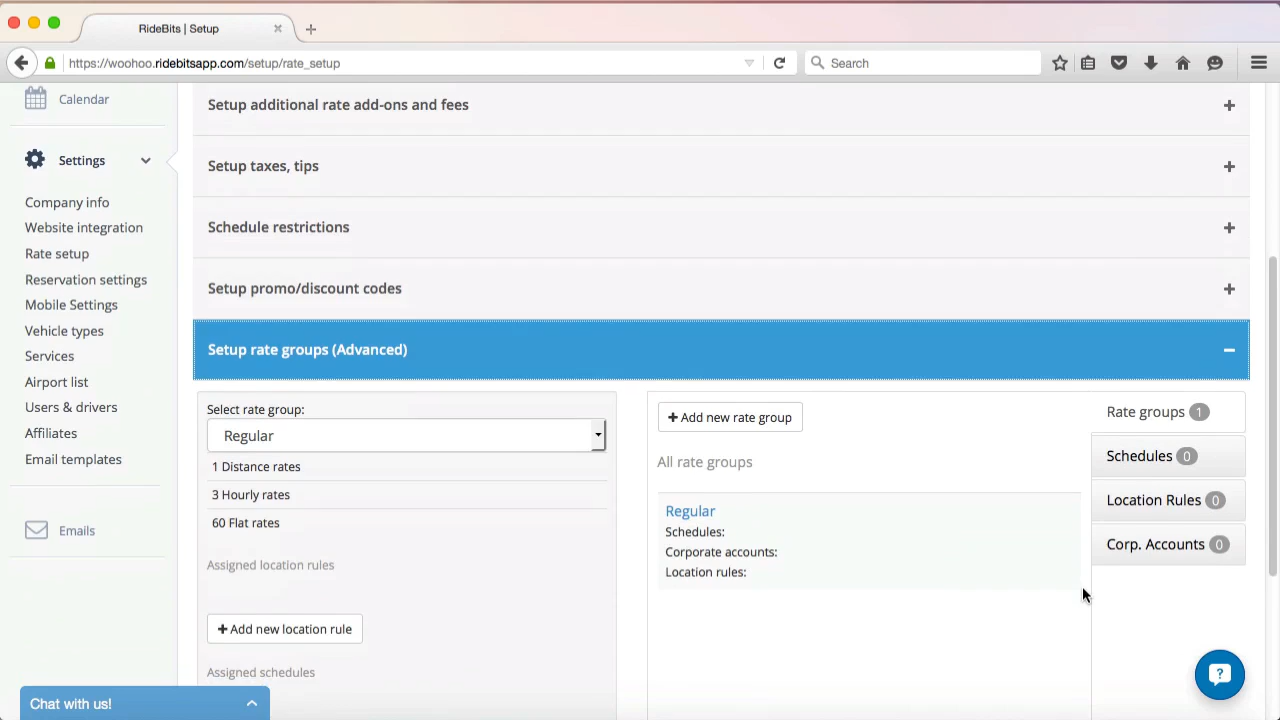 RideBits | Setup
https://woohoo.ridebitsapp.com/setup/rate_setup
Search
Calendar
Settings
Company info
Website integration
Rate setup
Reservation settings
Mobile Settings
Vehicle types
Services
Airport list
Users & drivers
Affiliates
Email templates
Emails
Chat with us!
Setup additional rate add-ons and fees
Setup taxes, tips
Schedule restrictions
Setup promo/discount codes
Setup rate groups (Advanced)
Select rate group:
Regular
1 Distance rates
3 Hourly rates
60 Flat rates
Assigned location rules
Add new location rule
Assigned schedules
Add new rate group
All rate groups
Regular
Schedules:
Corporate accounts:
Location rules:
Rate groups 1
Schedules 0
Location Rules 0
Corp. Accounts 0